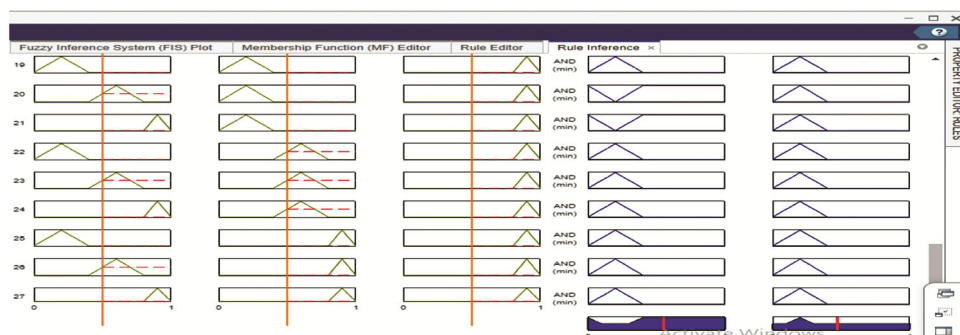 Fuzzy Inference System (FIS) Plot Membership Function (MF) Editor Rule Editor Rule Inference ×
PROPERTY EDITOR: RULES
19 AND (min)
20 AND (min)
21 AND (min)
22 AND (min)
23 AND (min)
24 AND (min)
25 AND (min)
26 AND (min)
27 AND (min)
0 1 0 1 0 1
Activate Windows